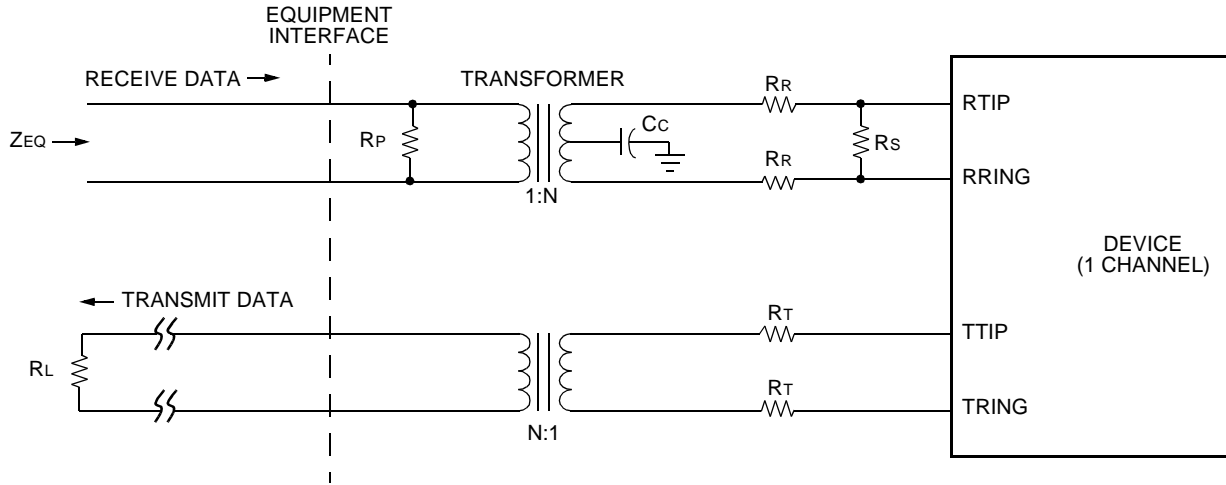 EQUIPMENT
INTERFACE
RECEIVE DATA
TRANSFORMER
RR
RTIP
ZEQ
RP
CC
RS
RR
RRING
1:N
DEVICE
(1 CHANNEL)
TRANSMIT DATA
RT
TTIP
RL
RT
TRING
N:1